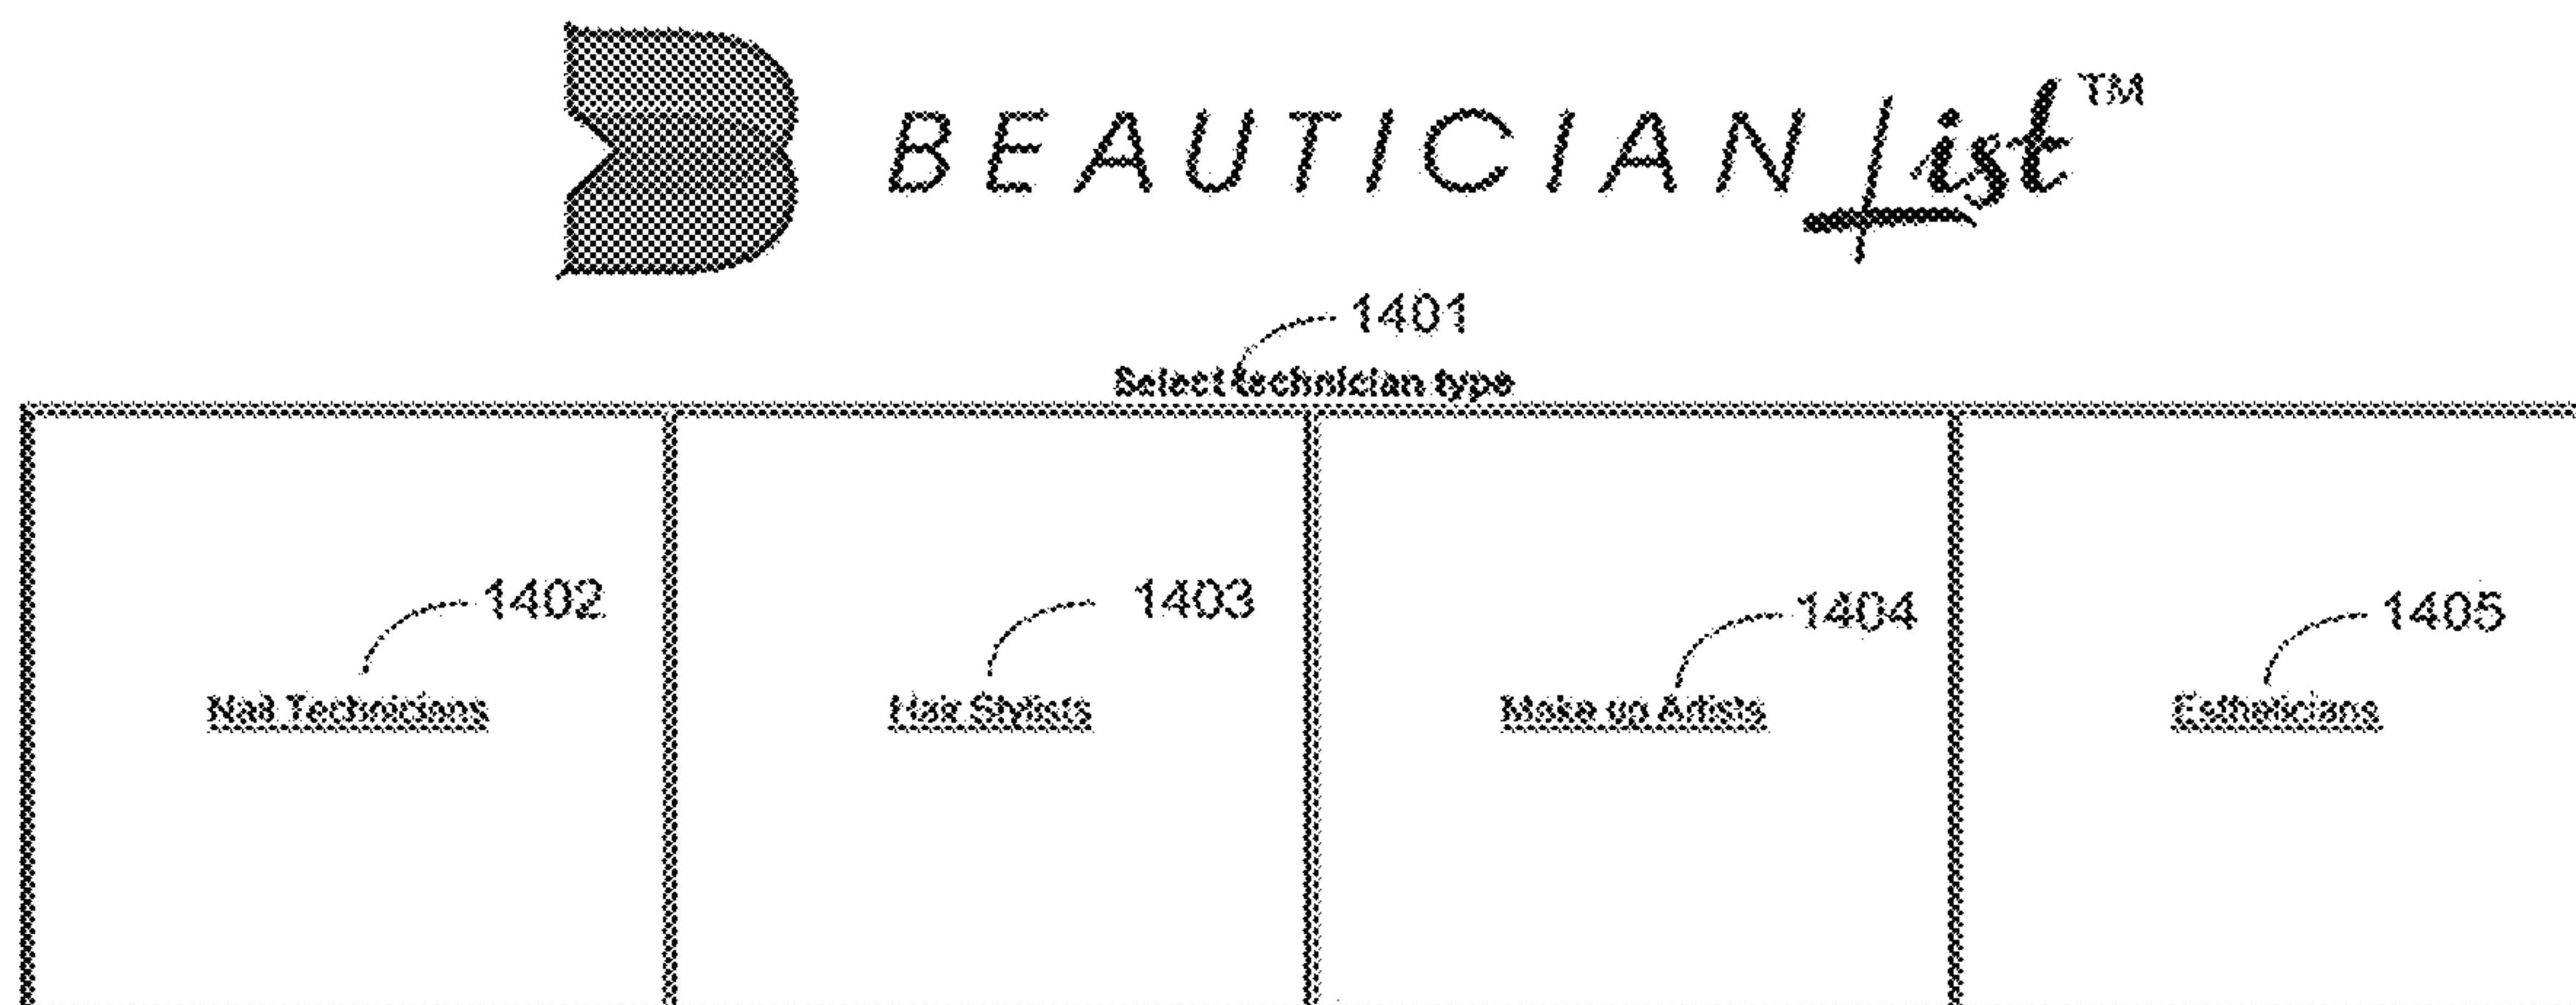 BEAUTICIAN List™
1401
Select technician type
1402 1403 1404 1405
Nail Technicians Hair Stylists Make up Artists Estheticians